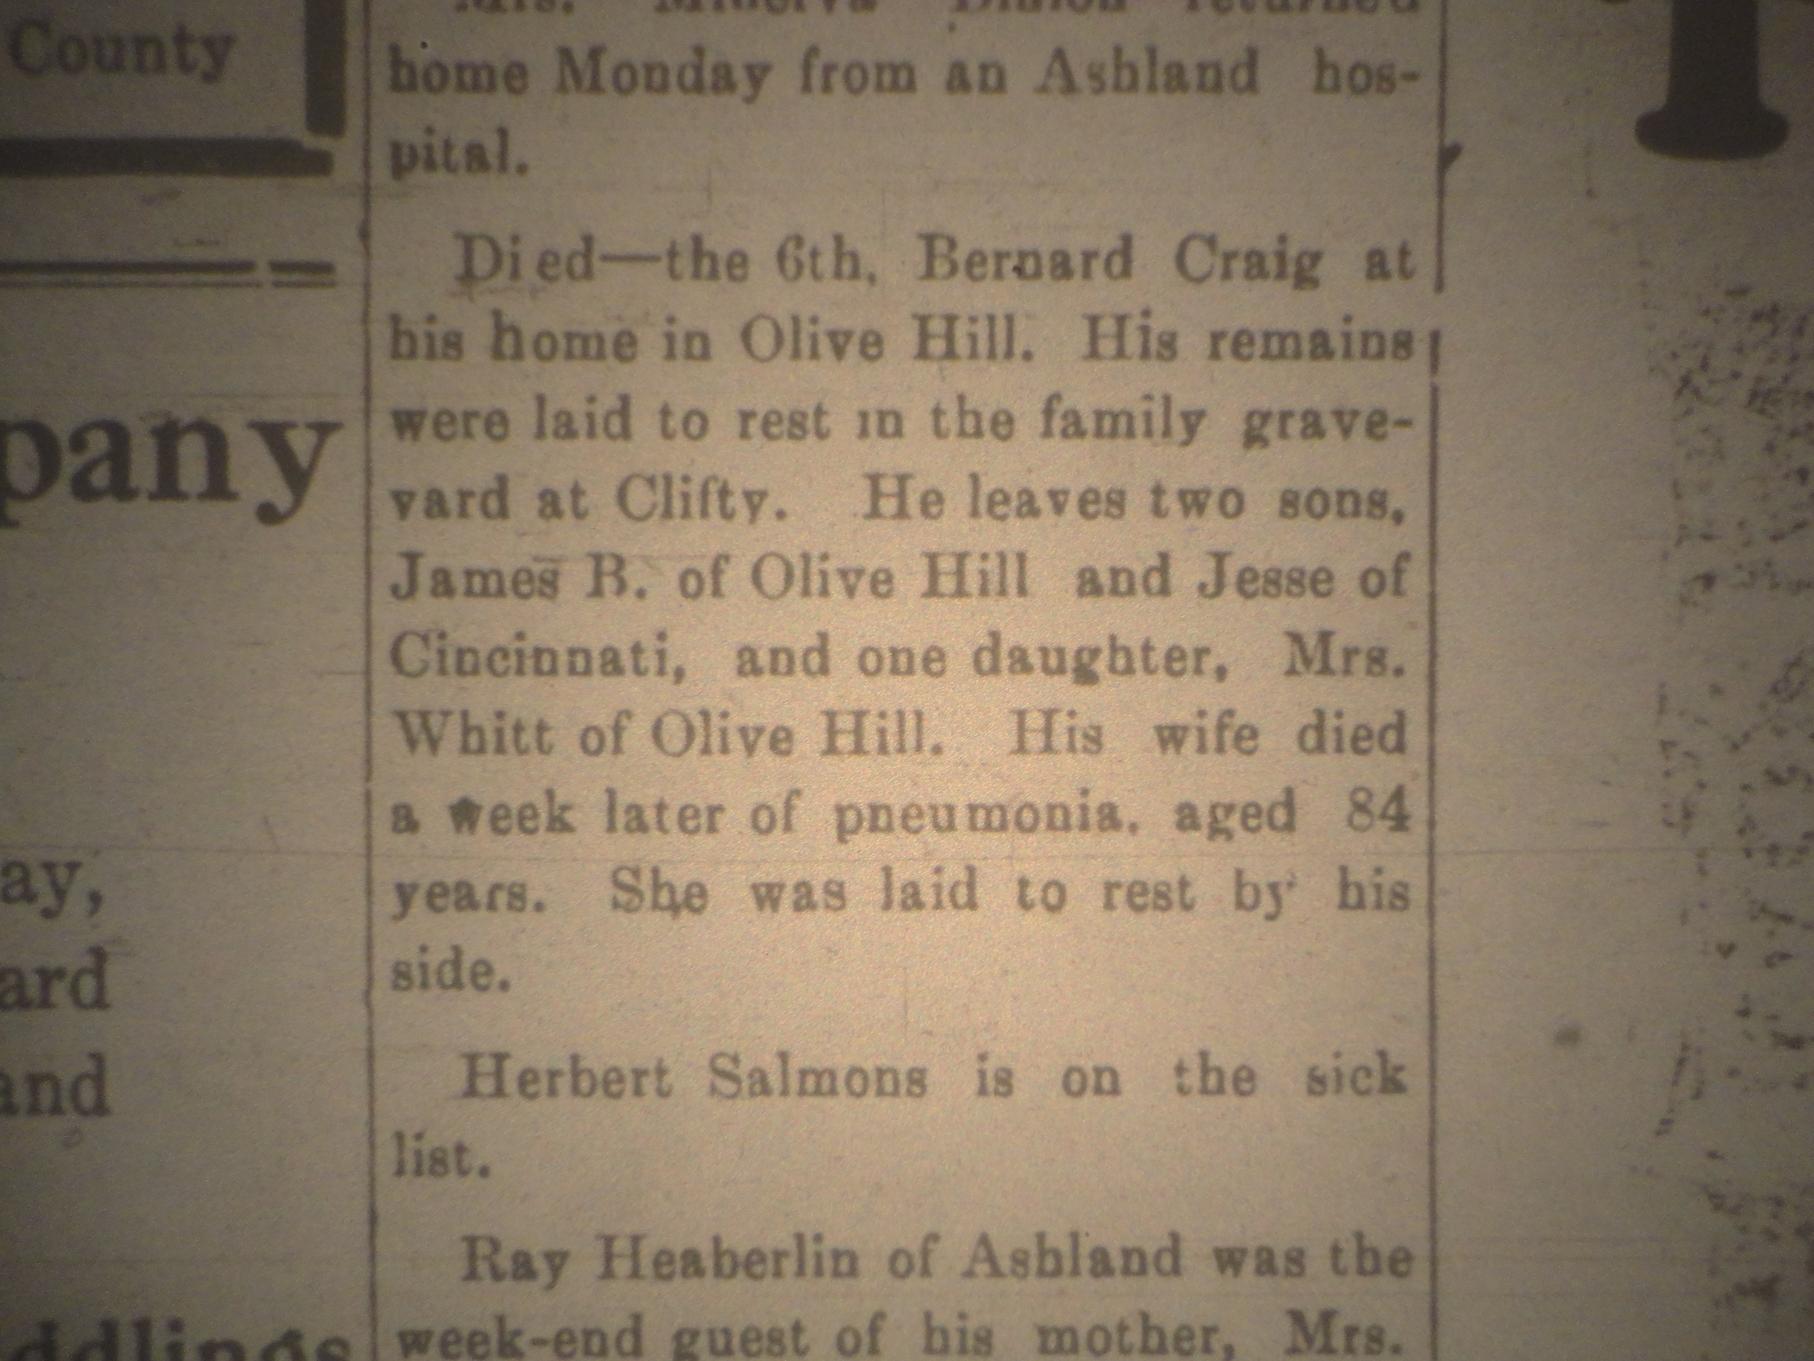 County
pany
ay,
ard
and
ddlings
Mrs. Minerva returned
home Monday from an Ashland hos-
pital.
Died—the 6th, Bernard Craig at
his home in Olive Hill. His remains
were laid to rest in the family grave-
yard at Clifty. He leaves two sons,
James B. of Olive Hill and Jesse of
Cincinnati, and one daughter, Mrs.
Whitt of Olive Hill. His wife died
a week later of pneumonia, aged 84
years. She was laid to rest by his
side.
Herbert Salmons is on the sick
list.
Ray Heaberlin of Ashland was the
week-end guest of his mother, Mrs.